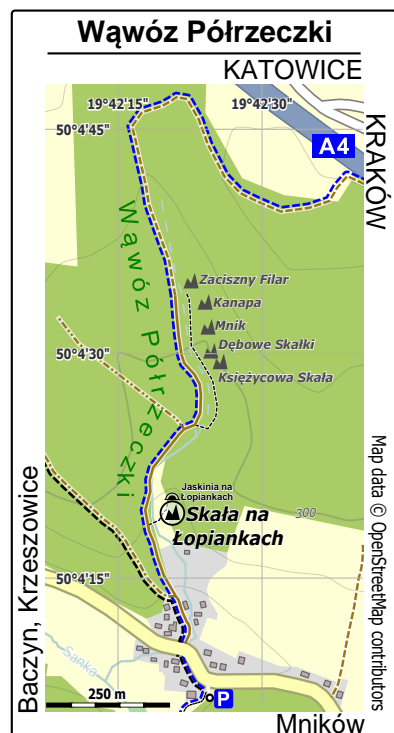 Wąwóz Półrzeczki
KATOWICE
19°42'15"
19°42'30"
50°4'45"
A4
KRAKÓW
Wąwóz Półrzeczki
Zaciszny Filar
Kanapa
Mnik
Dębowe Skałki
50°4'30"
Księżycowa Skała
Jaskinia na
Łopiankach
Skała na
Łopiankach
300
50°4'15"
Baczyn, Krzeszowice
Map data © OpenStreetMap contributors
Sanka
250 m
P
Mników